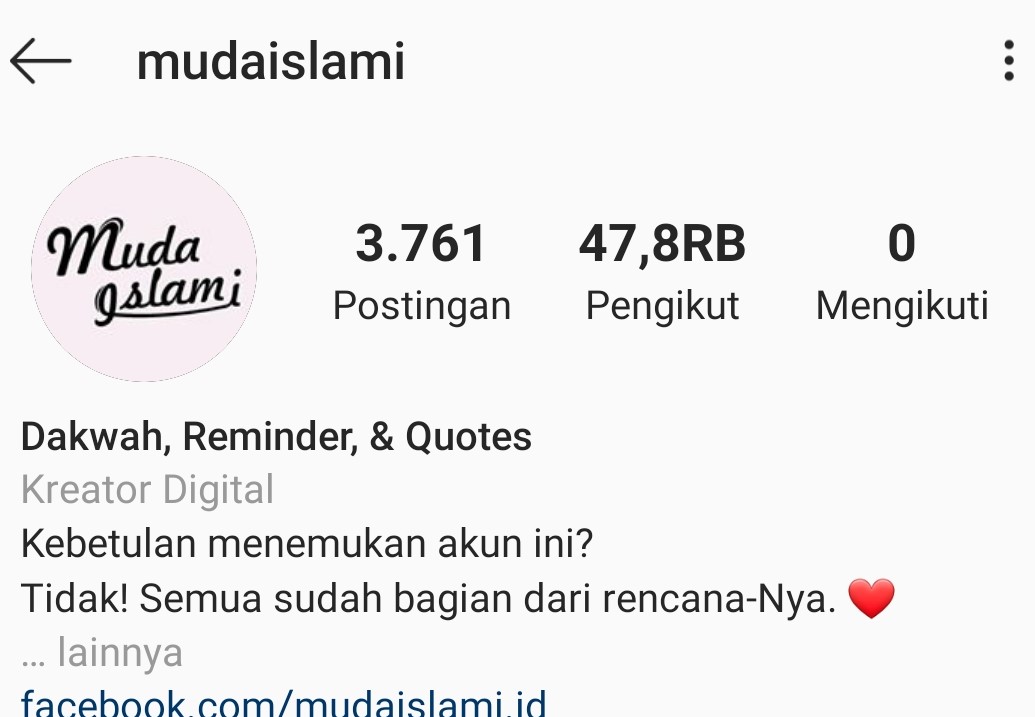 mudaislami
Muda
Islami
3.761
47,8RB
0
Postingan
Pengikut
Mengikuti
Dakwah, Reminder, & Quotes
Kreator Digital
Kebetulan menemukan akun ini?
Tidak! Semua sudah bagian dari rencana-Nya. ❤️
... lainnya
facebook.com/mudaislami.id